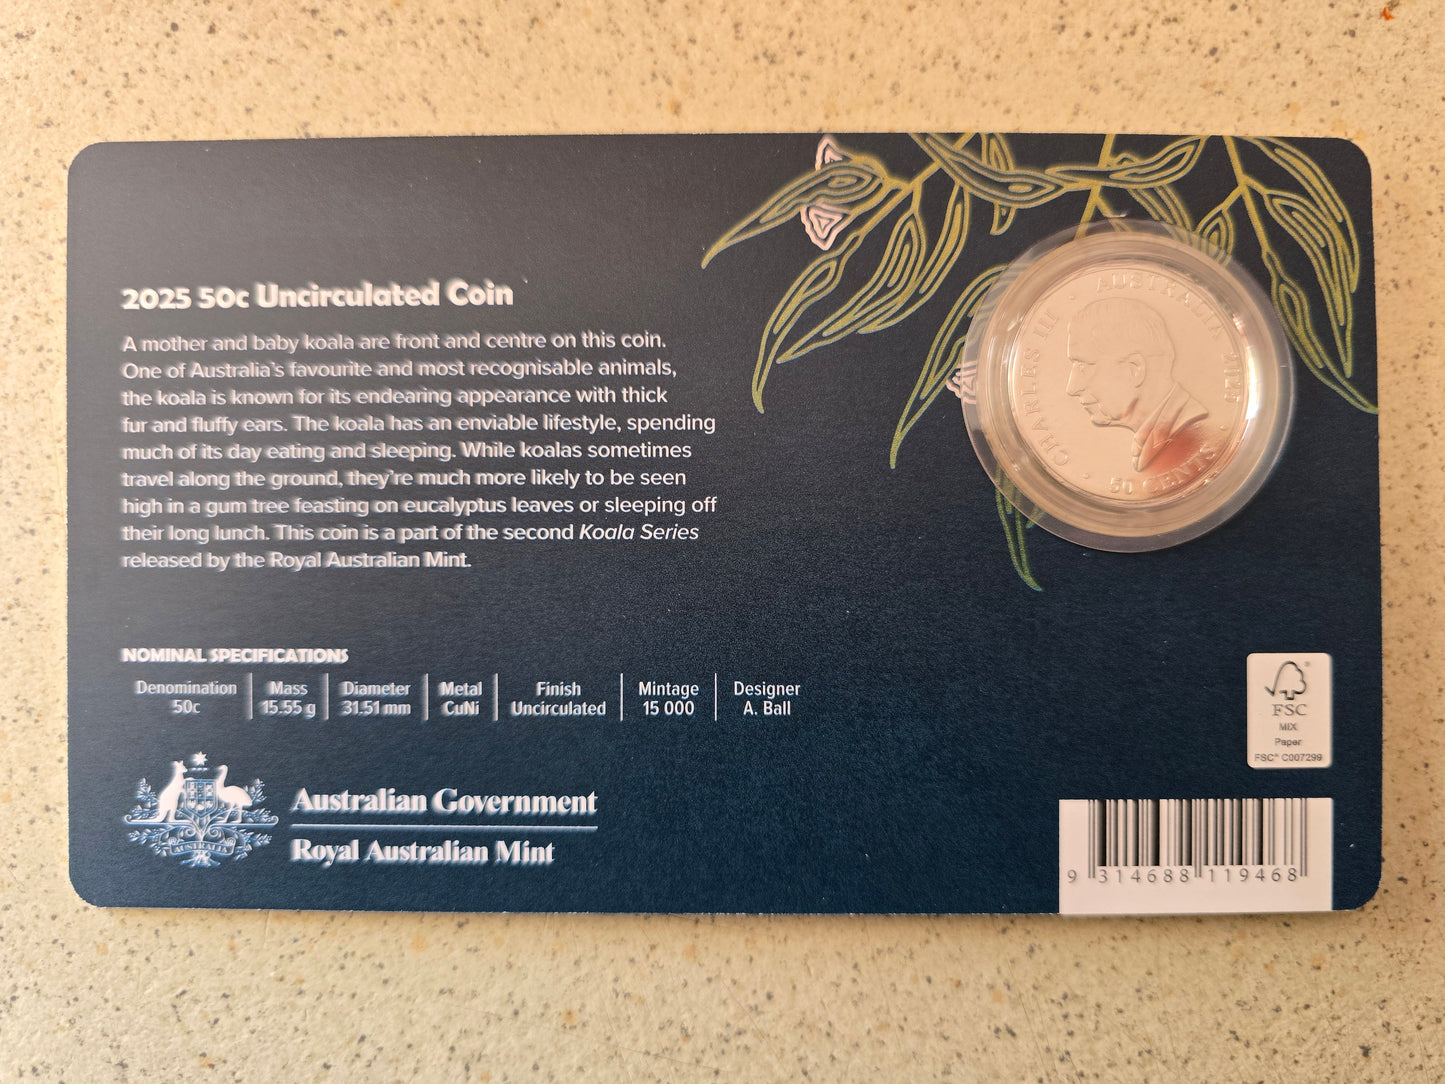 2025 50c Uncirculated Coin
A mother and baby koala are front and centre on this coin.
One of Australia's favourite and most recognisable animals,
the koala is known for its endearing appearance with thick
fur and fluffy ears. The koala has an enviable lifestyle, spending
much of its day eating and sleeping. While koalas sometimes
travel along the ground, they're much more likely to be seen
high in a gum tree feasting on eucalyptus leaves or sleeping off
their long lunch. This coin is a part of the second Koala Series
released by the Royal Australian Mint.
CHARLES III · AUSTRALIA 2025 ·
· 50 CENTS
NOMINAL SPECIFICATIONS
Denomination Mass Diameter Metal Finish Mintage Designer
50c 15.55 g 31.51 mm CuNi Uncirculated 15 000 A. Ball
FSC
MIX
Paper
FSC® C007299
AUSTRALIA
Australian Government
Royal Australian Mint
9 314688 119468